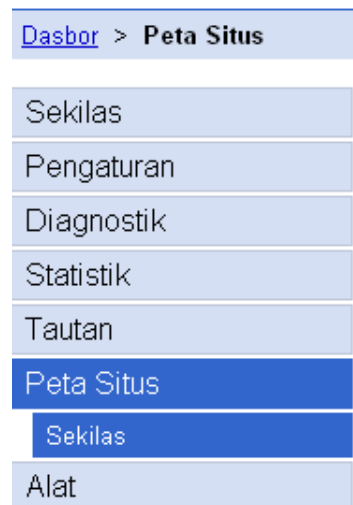 Dasbor > Peta Situs
Sekilas
Pengaturan
Diagnostik
Statistik
Tautan
Peta Situs
Sekilas
Alat